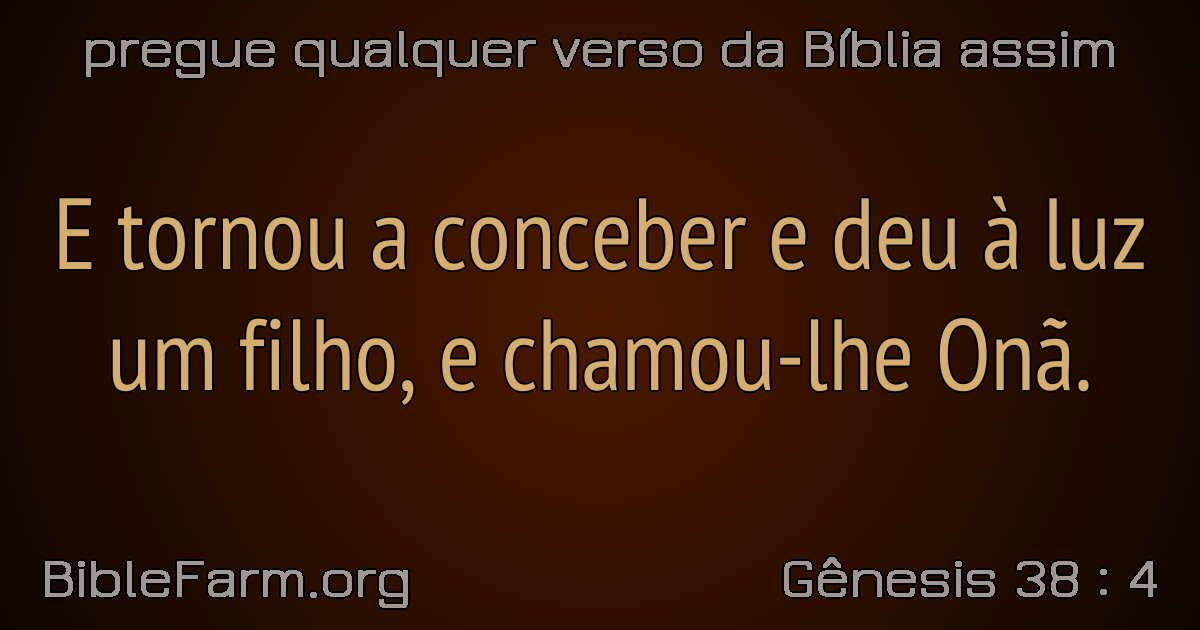 pregue qualquer verso da Bíblia assim
E tornou a conceber e deu à luz
um filho, e chamou-lhe Onã.
BibleFarm.org
Gênesis 38 : 4